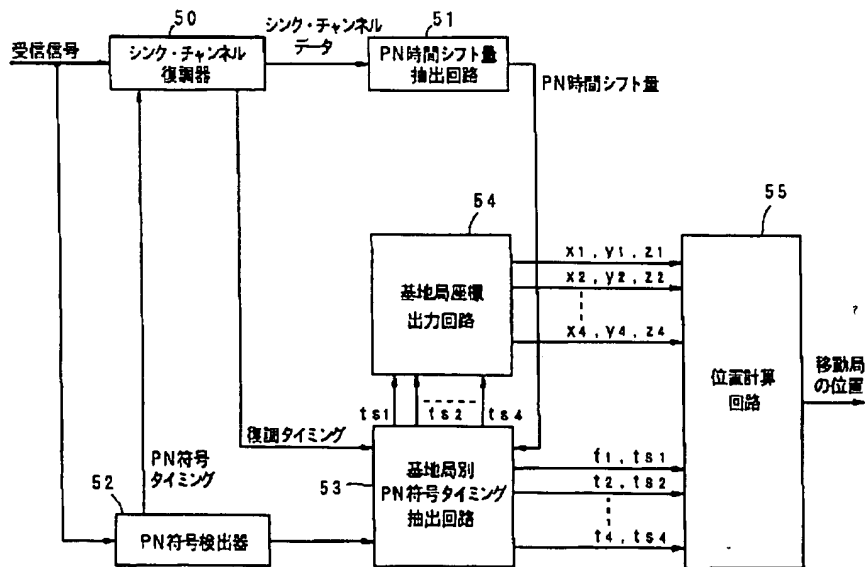 受信信号
50
シンク・チャンネル
復調器
シンク・チャンネル
データ
51
PN時間シフト量
抽出回路
PN時間シフト量
54
基地局座標
出力回路
x1, y1, z1
x2, y2, z2
x4, y4, z4
55
位置計算
回路
移動局
の位置
ts1
ts2
ts4
復調タイミング
PN符号
タイミング
52
PN符号検出器
53
基地局別
PN符号タイミング
抽出回路
t1, ts1
t2, ts2
t4, ts4